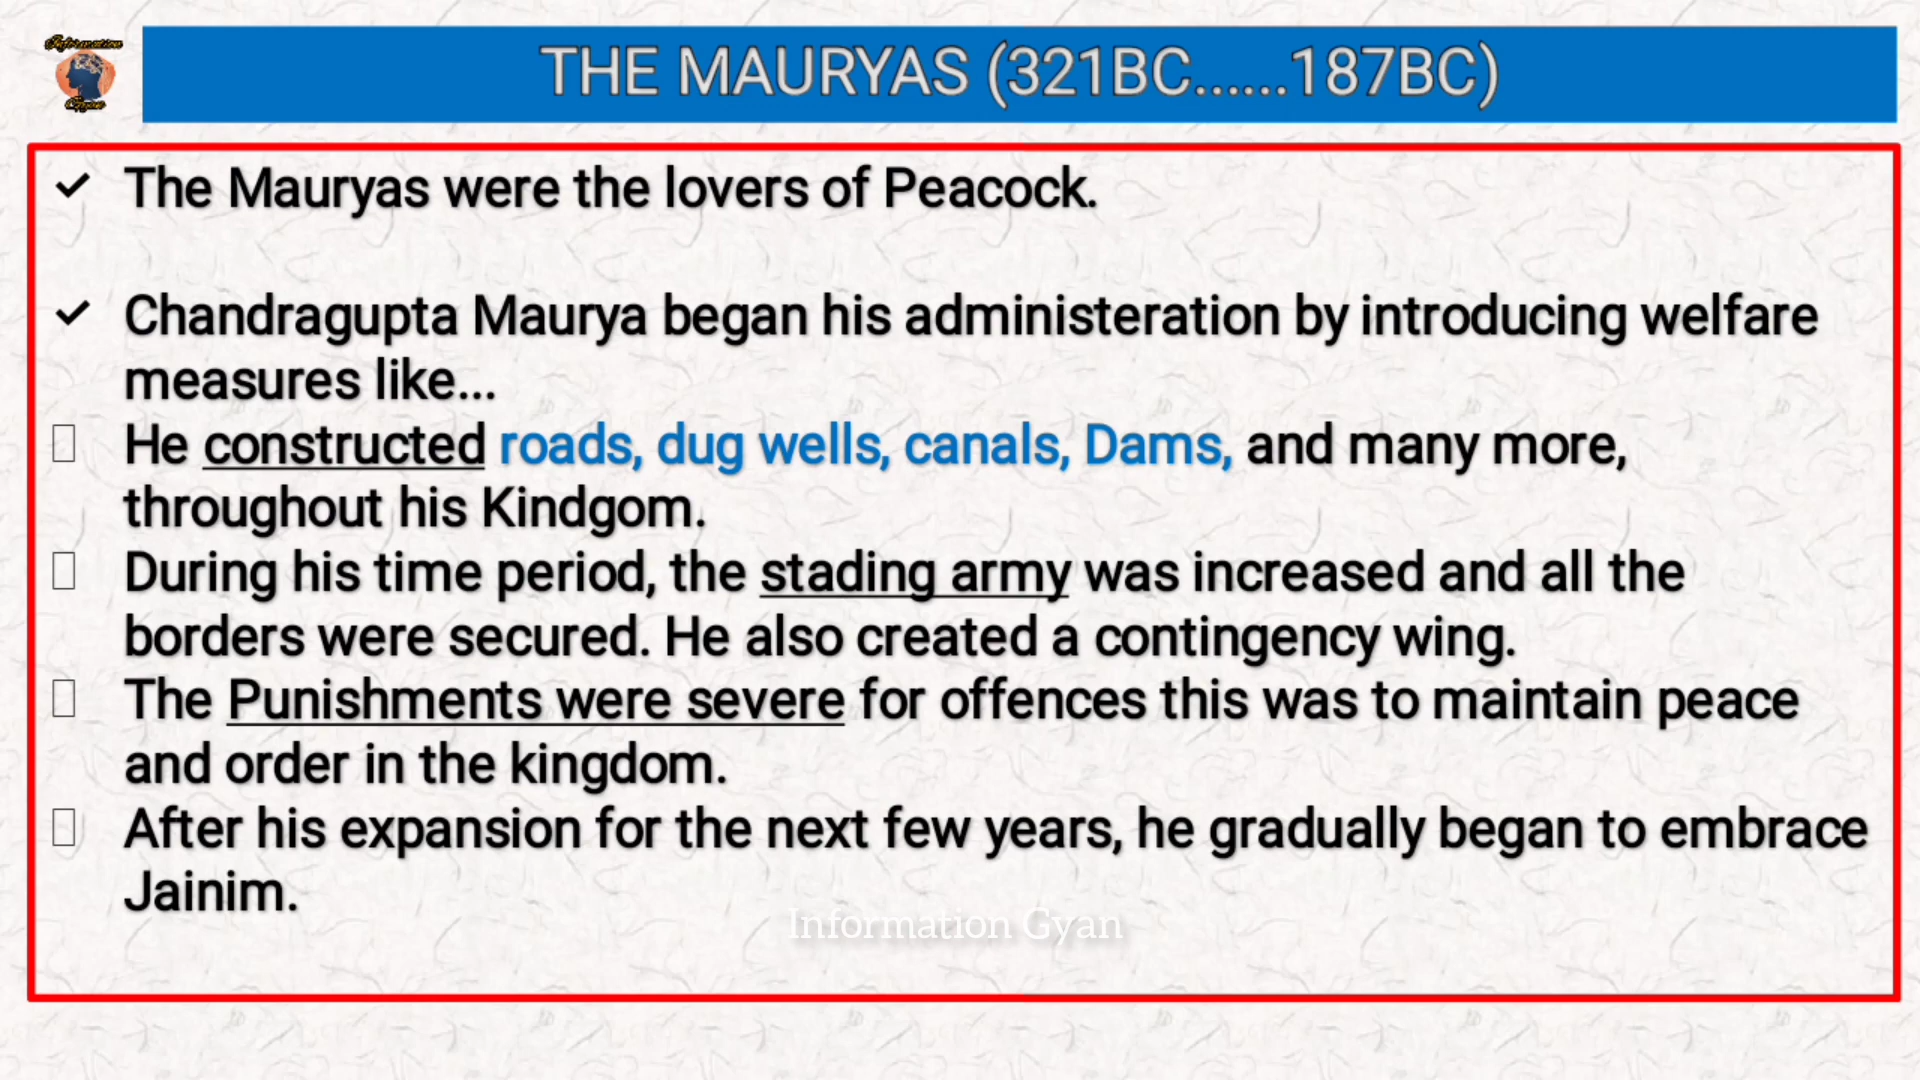 Information
Gyan
THE MAURYAS (321BC......187BC)
The Mauryas were the lovers of Peacock.
Chandragupta Maurya began his administeration by introducing welfare
measures like...
He constructed roads, dug wells, canals, Dams, and many more,
throughout his Kindgom.
During his time period, the stading army was increased and all the
borders were secured. He also created a contingency wing.
The Punishments were severe for offences this was to maintain peace
and order in the kingdom.
After his expansion for the next few years, he gradually began to embrace
Jainim.
Information Gyan